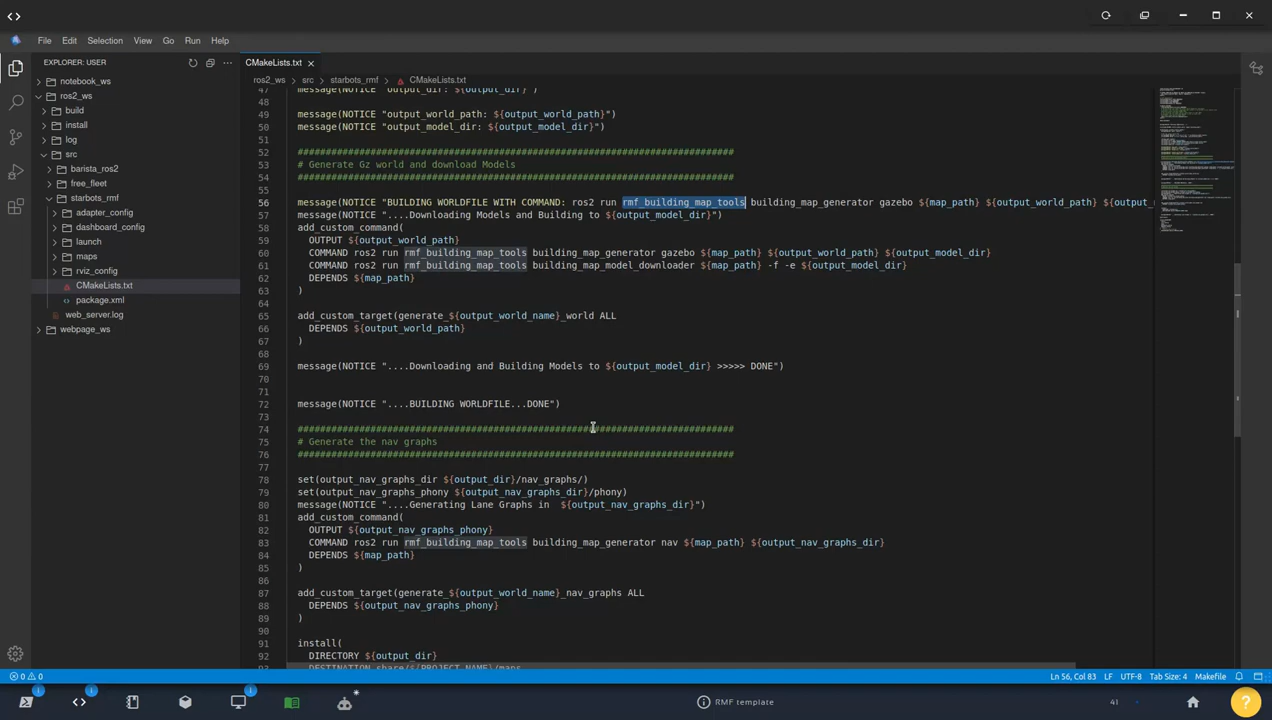 File Edit Selection View Go Run Help
EXPLORER: USER
notebook_ws
ros2_ws
build
install
log
src
barista_ros2
free_fleet
starbots_rmf
adapter_config
dashboard_config
launch
maps
rviz_config
CMakeLists.txt
package.xml
web_server.log
webpage_ws
CMakeLists.txt
ros2_ws > src > starbots_rmf > CMakeLists.txt
47 message(NOTICE "output_dir: ${output_dir}")
48
49 message(NOTICE "output_world_path: ${output_world_path}")
50 message(NOTICE "output_model_dir: ${output_model_dir}")
51
52 ##############################################################################
53 # Generate Gz world and download Models
54 ##############################################################################
55
56 message(NOTICE "BUILDING WORLDFILE WITH COMMAND: ros2 run rmf_building_map_tools building_map_generator gazebo ${map_path} ${output_world_path} ${output_
57 message(NOTICE "....Downloading Models and Building to ${output_model_dir}")
58 add_custom_command(
59   OUTPUT ${output_world_path}
60   COMMAND ros2 run rmf_building_map_tools building_map_generator gazebo ${map_path} ${output_world_path} ${output_model_dir}
61   COMMAND ros2 run rmf_building_map_tools building_map_model_downloader ${map_path} -f -e ${output_model_dir}
62   DEPENDS ${map_path}
63 )
64
65 add_custom_target(generate_${output_world_name}_world ALL
66   DEPENDS ${output_world_path}
67 )
68
69 message(NOTICE "....Downloading and Building Models to ${output_model_dir} >>>>> DONE")
70
71
72 message(NOTICE "....BUILDING WORLDFILE...DONE")
73
74 ##############################################################################
75 # Generate the nav graphs
76 ##############################################################################
77
78 set(output_nav_graphs_dir ${output_dir}/nav_graphs/)
79 set(output_nav_graphs_phony ${output_nav_graphs_dir}/phony)
80 message(NOTICE "....Generating Lane Graphs in  ${output_nav_graphs_dir}")
81 add_custom_command(
82   OUTPUT ${output_nav_graphs_phony}
83   COMMAND ros2 run rmf_building_map_tools building_map_generator nav ${map_path} ${output_nav_graphs_dir}
84   DEPENDS ${map_path}
85 )
86
87 add_custom_target(generate_${output_world_name}_nav_graphs ALL
88   DEPENDS ${output_nav_graphs_phony}
89 )
90
91 install(
92   DIRECTORY ${output_dir}
93   DESTINATION share/${PROJECT_NAME}/maps
0 0 Ln 56, Col 83 LF UTF-8 Tab Size: 4 Makefile
RMF template 41